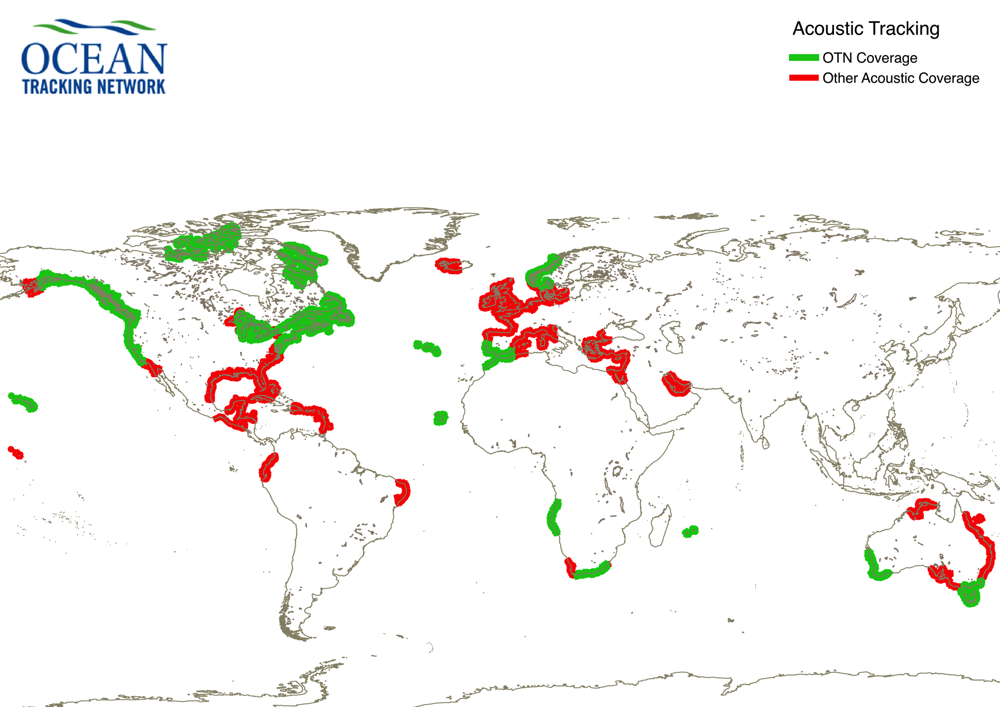 OCEAN
TRACKING NETWORK
Acoustic Tracking
OTN Coverage
Other Acoustic Coverage